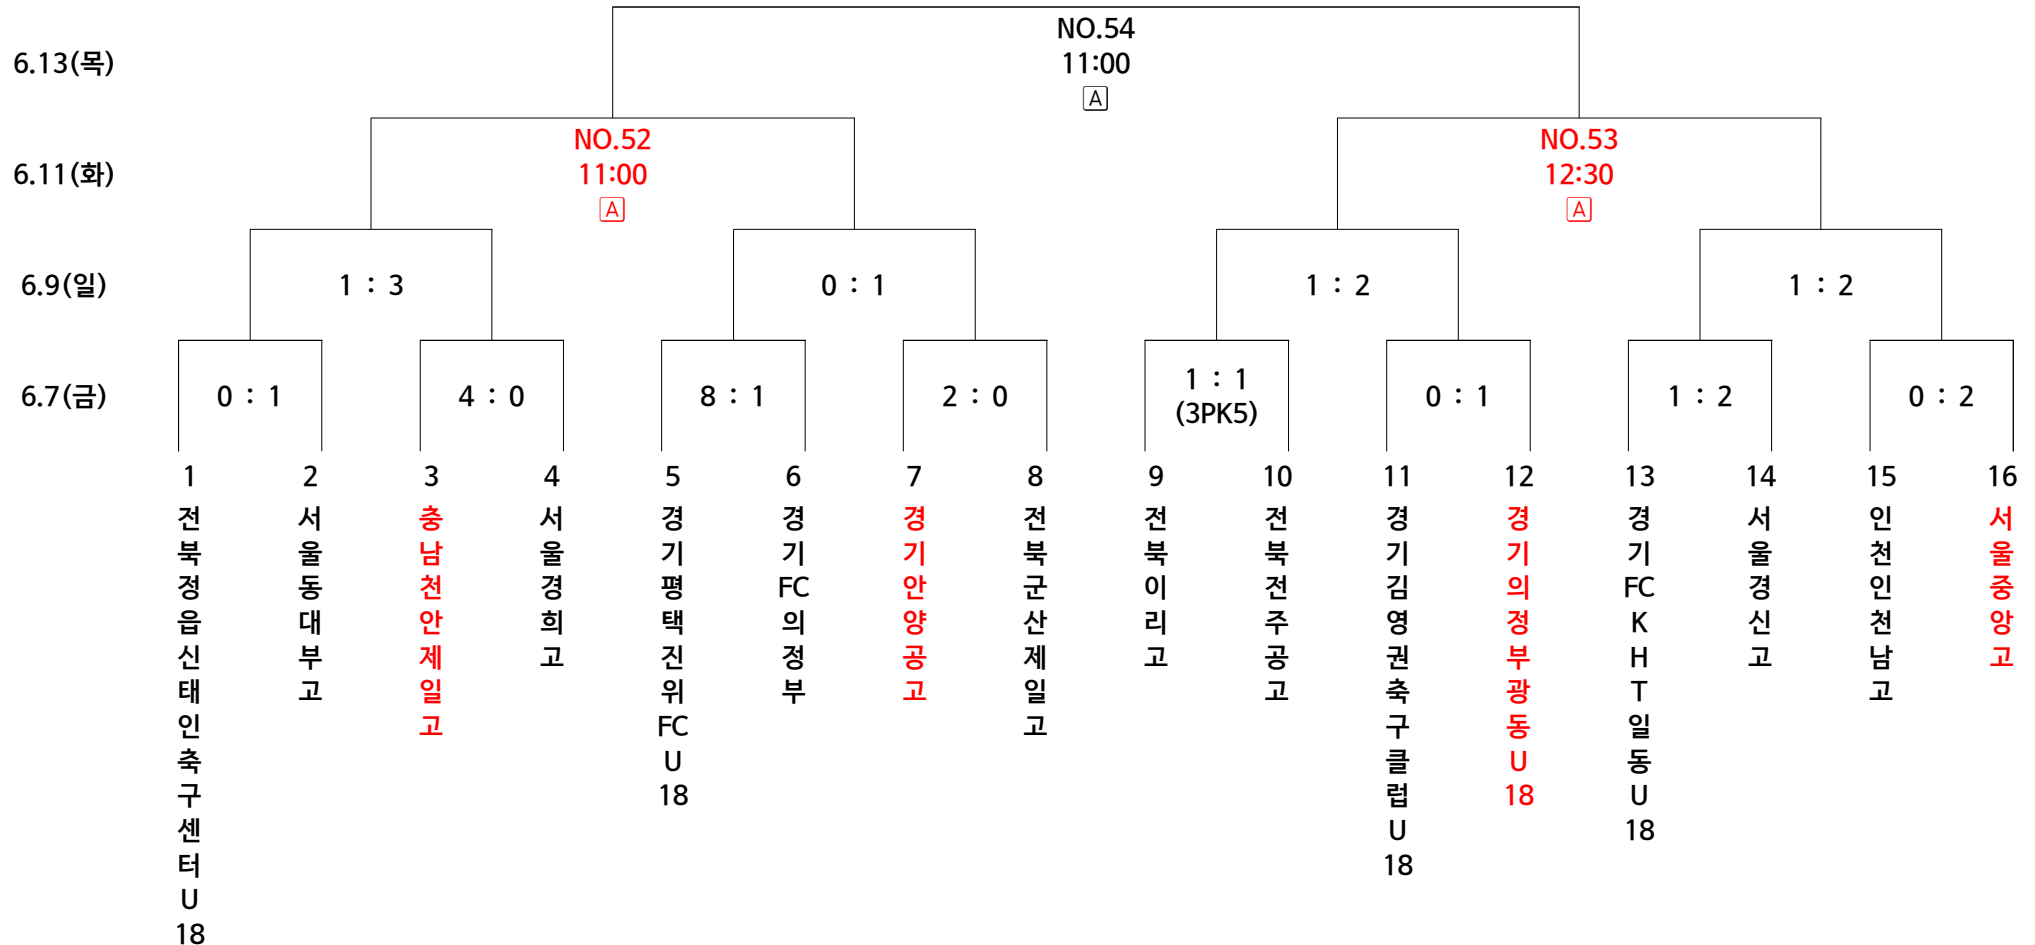 NO.54
6.13(목)
11:00
A
NO.52
NO.53
6.11(화)
11:00
12:30
A
A
6.9(일)
1 : 3
0 : 1
1 : 2
1 : 2
6.7(금)
0 : 1
4 : 0
8 : 1
2 : 0
1 : 1
(3PK5)
0 : 1
1 : 2
0 : 2
1
2
3
4
5
6
7
8
9
10
11
12
13
14
15
16
전북정읍신태인축구센터U18
서울동대부고
충남천안제일고
서울경희고
경기평택진위FCU18
경기FC의정부
경기안양공고
전북군산제일고
전북이리고
전북전주공고
경기김영권축구클럽U18
경기의정부광동U18
경기FCKHT일동U18
서울경신고
인천인천남고
서울중앙고